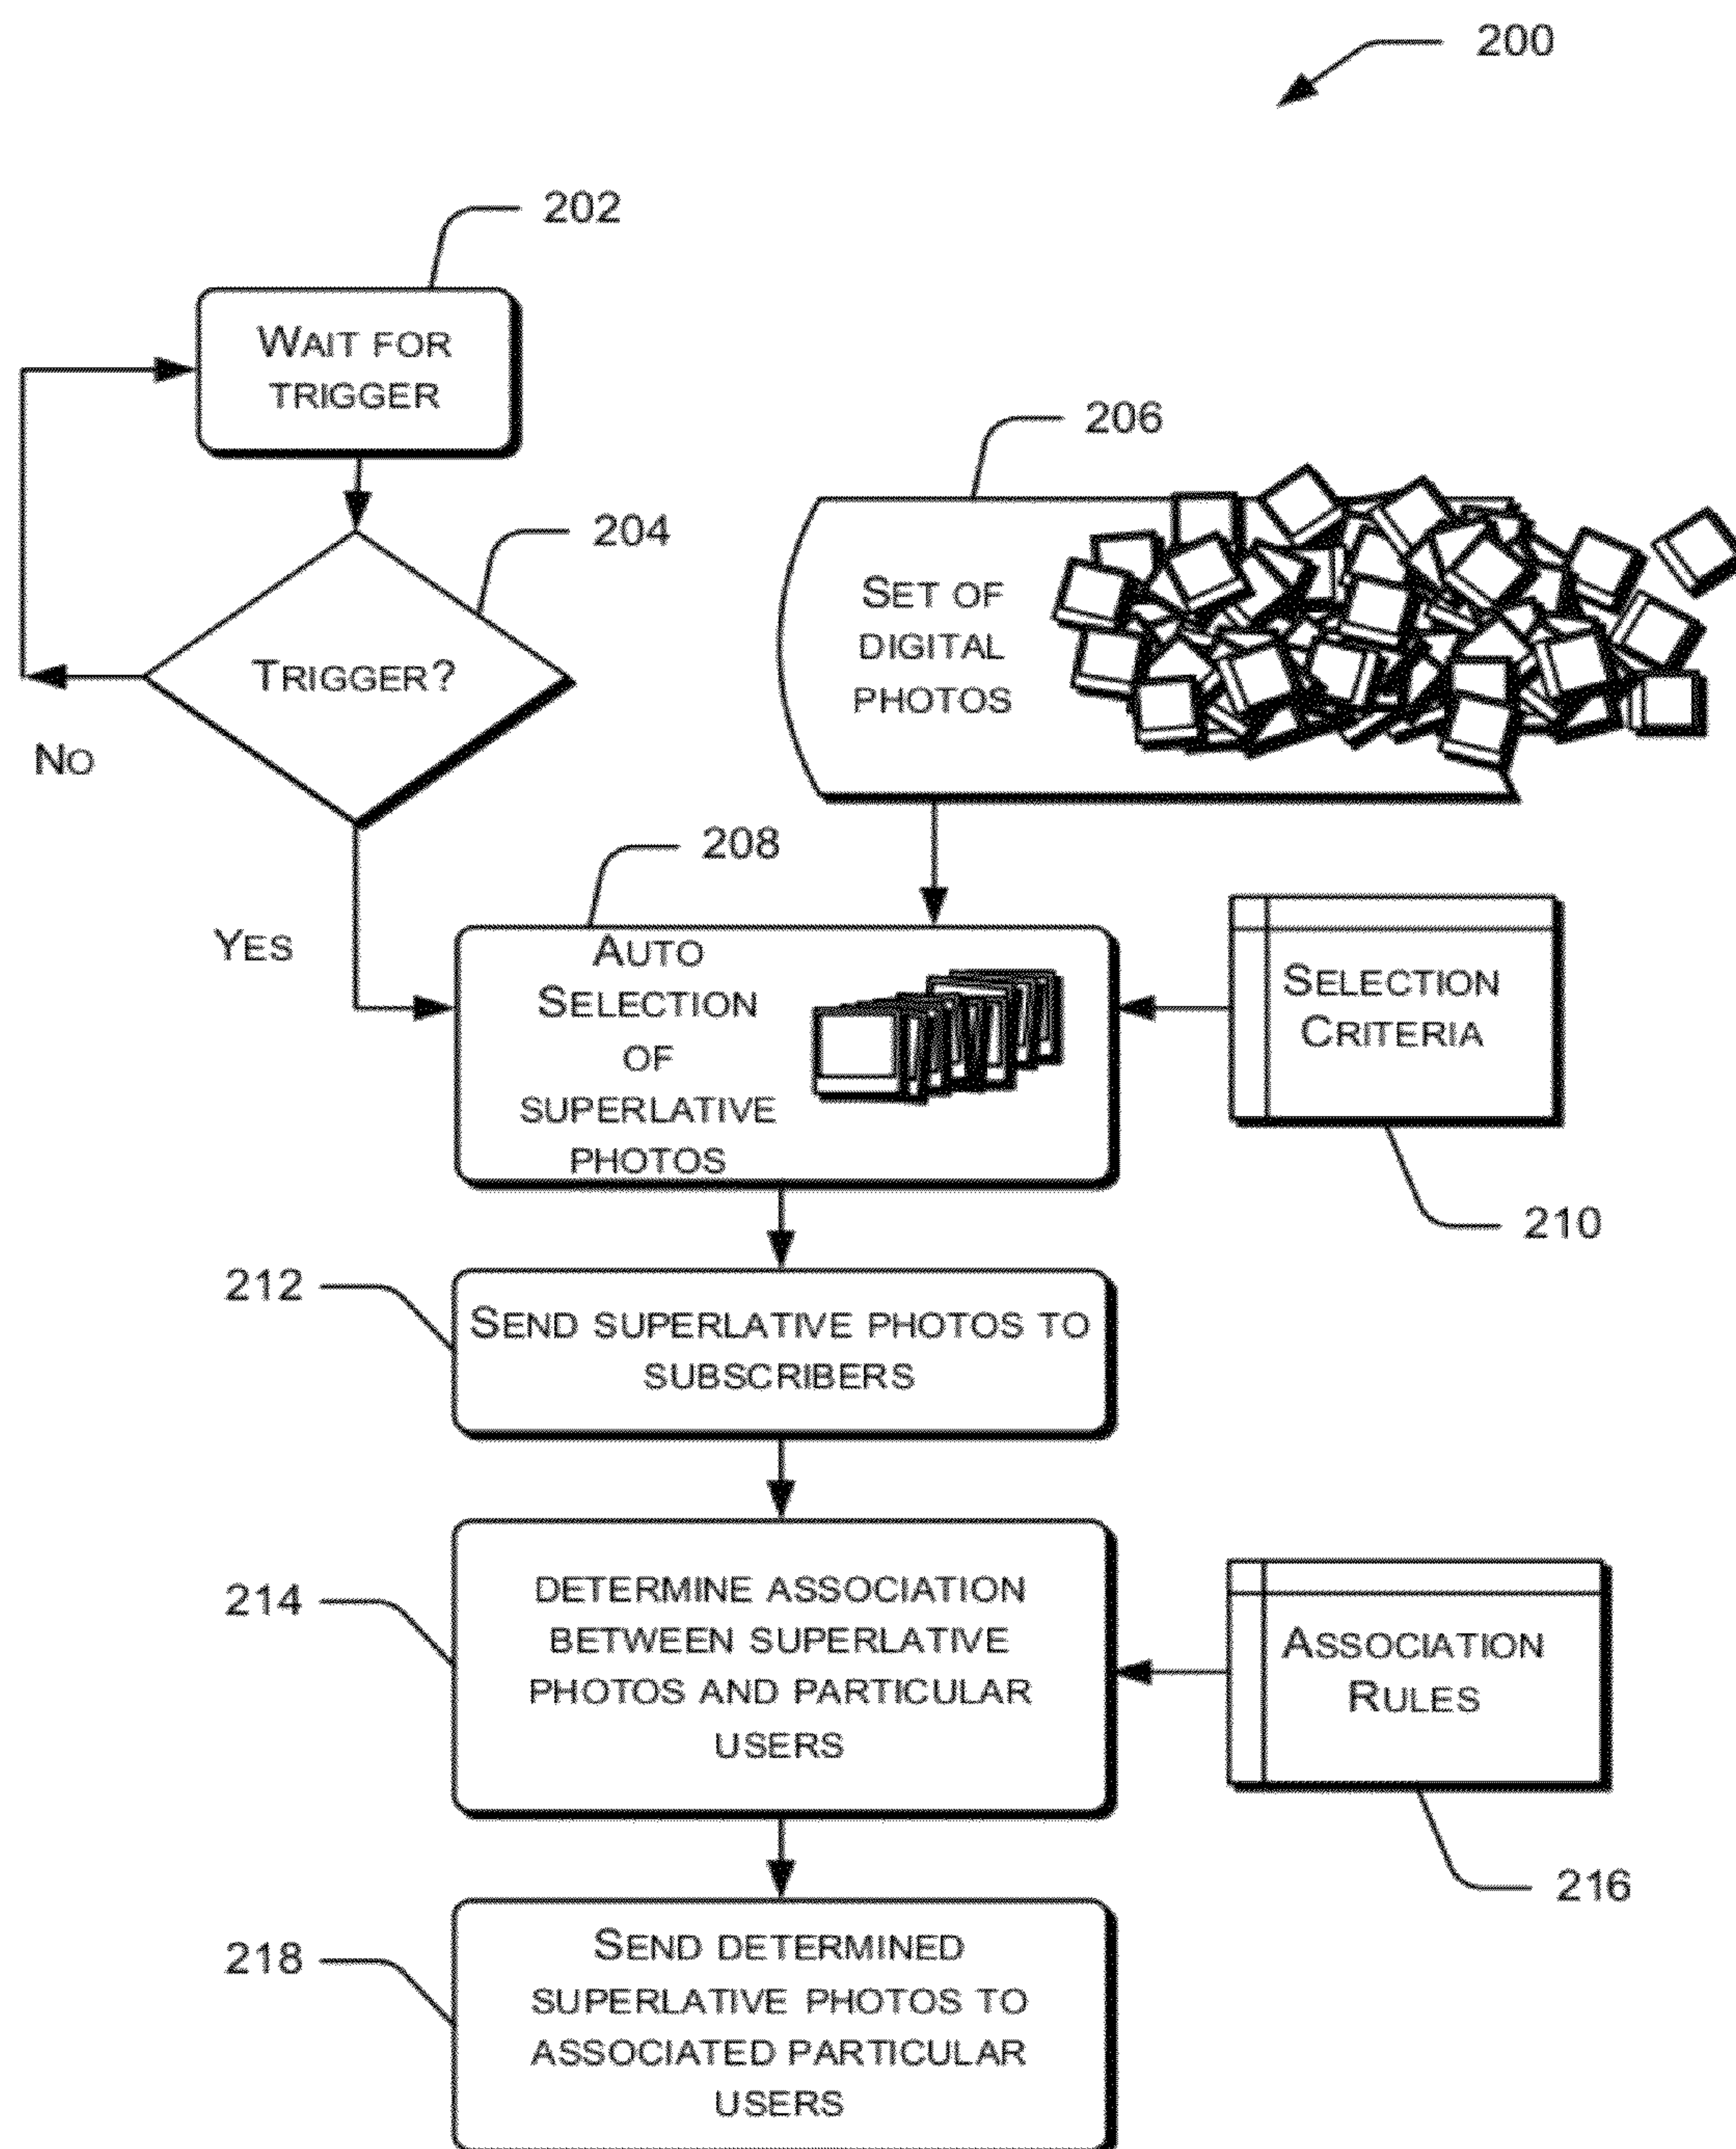 200
202
WAIT FOR
TRIGGER
204
TRIGGER?
NO
YES
206
SET OF
DIGITAL
PHOTOS
208
AUTO
SELECTION
OF
SUPERLATIVE
PHOTOS
SELECTION
CRITERIA
210
212
SEND SUPERLATIVE PHOTOS TO
SUBSCRIBERS
214
DETERMINE ASSOCIATION
BETWEEN SUPERLATIVE
PHOTOS AND PARTICULAR
USERS
ASSOCIATION
RULES
216
218
SEND DETERMINED
SUPERLATIVE PHOTOS TO
ASSOCIATED PARTICULAR
USERS